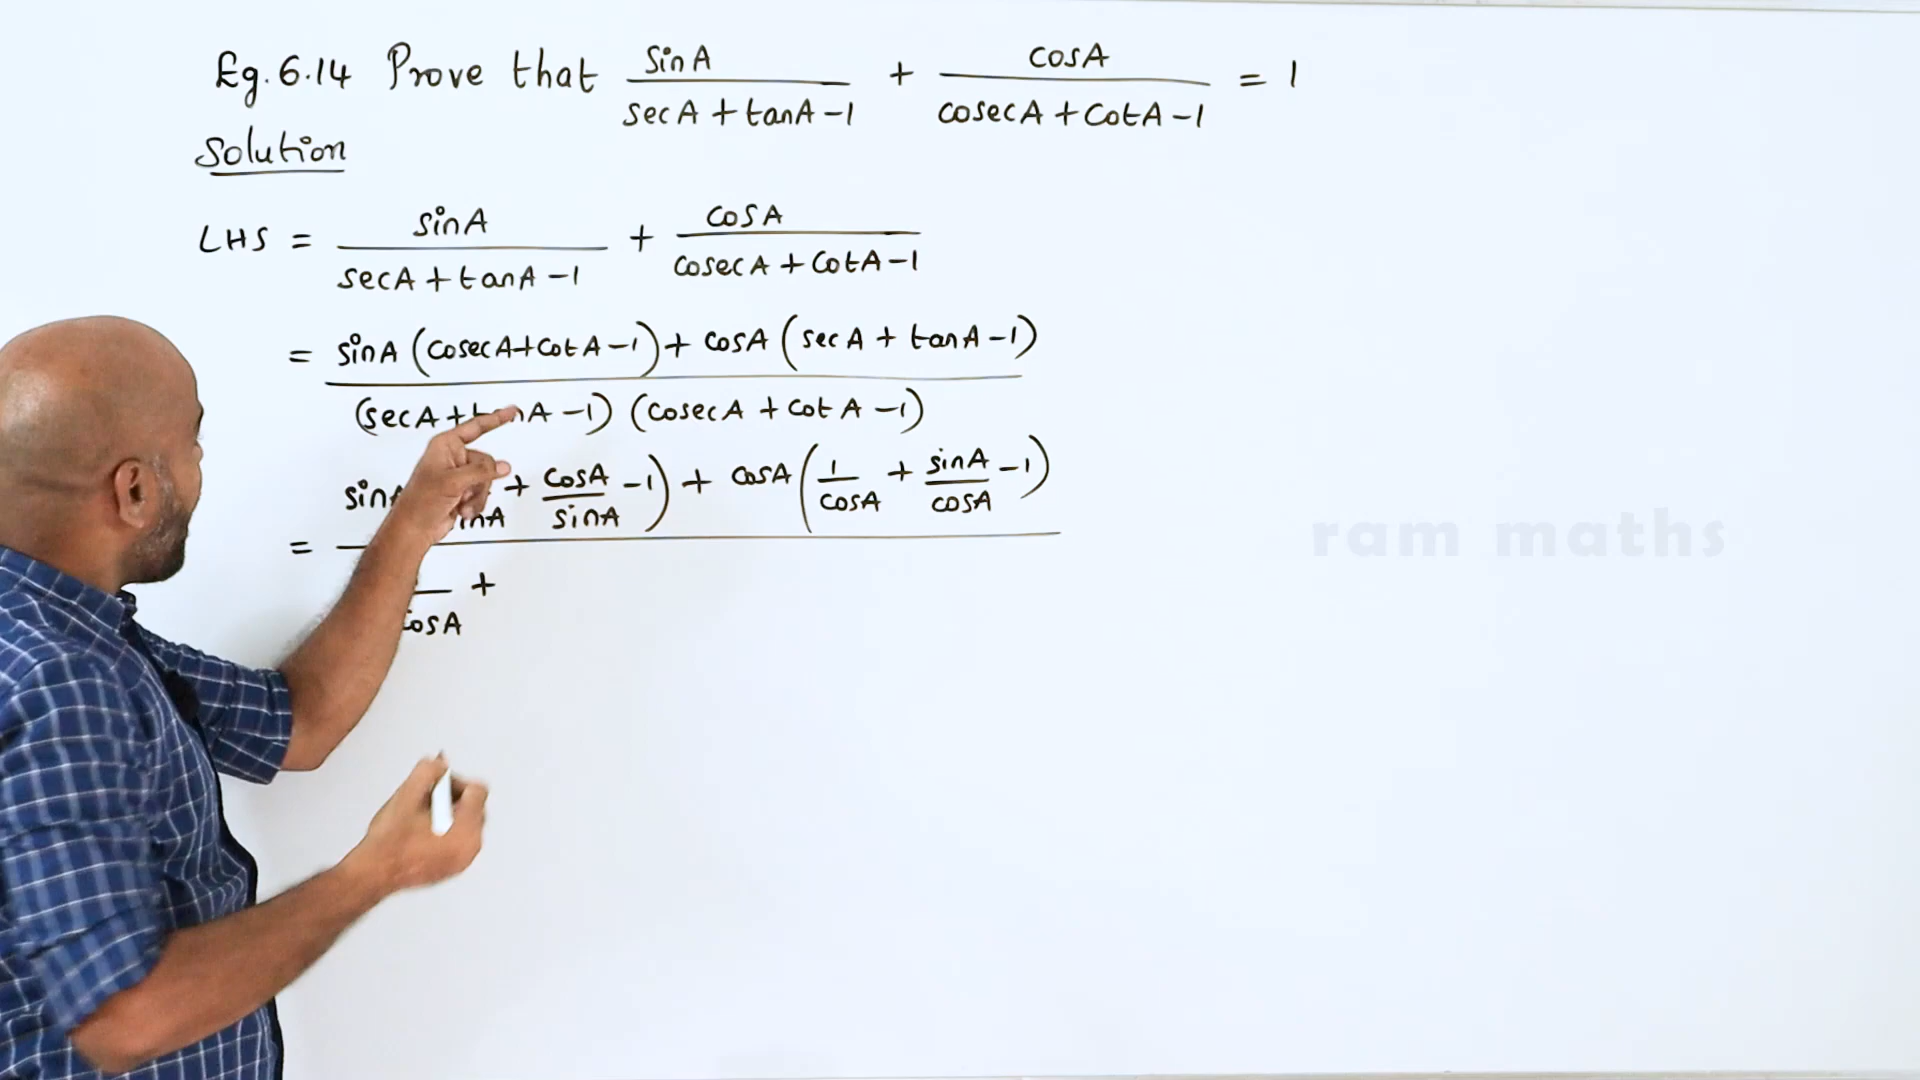 Eg. 6.14 Prove that sinA / (secA + tanA - 1) + cosA / (cosecA + cotA - 1) = 1
Solution
LHS = sinA / (secA + tanA - 1) + cosA / (cosecA + cotA - 1)
= sinA (cosecA + cotA - 1) + cosA (secA + tanA - 1) / (secA + tanA - 1) (cosecA + cotA - 1)
= sinA + cosA/sinA - 1) + cosA (1/cosA + sinA/cosA - 1) / cosA +
ram maths